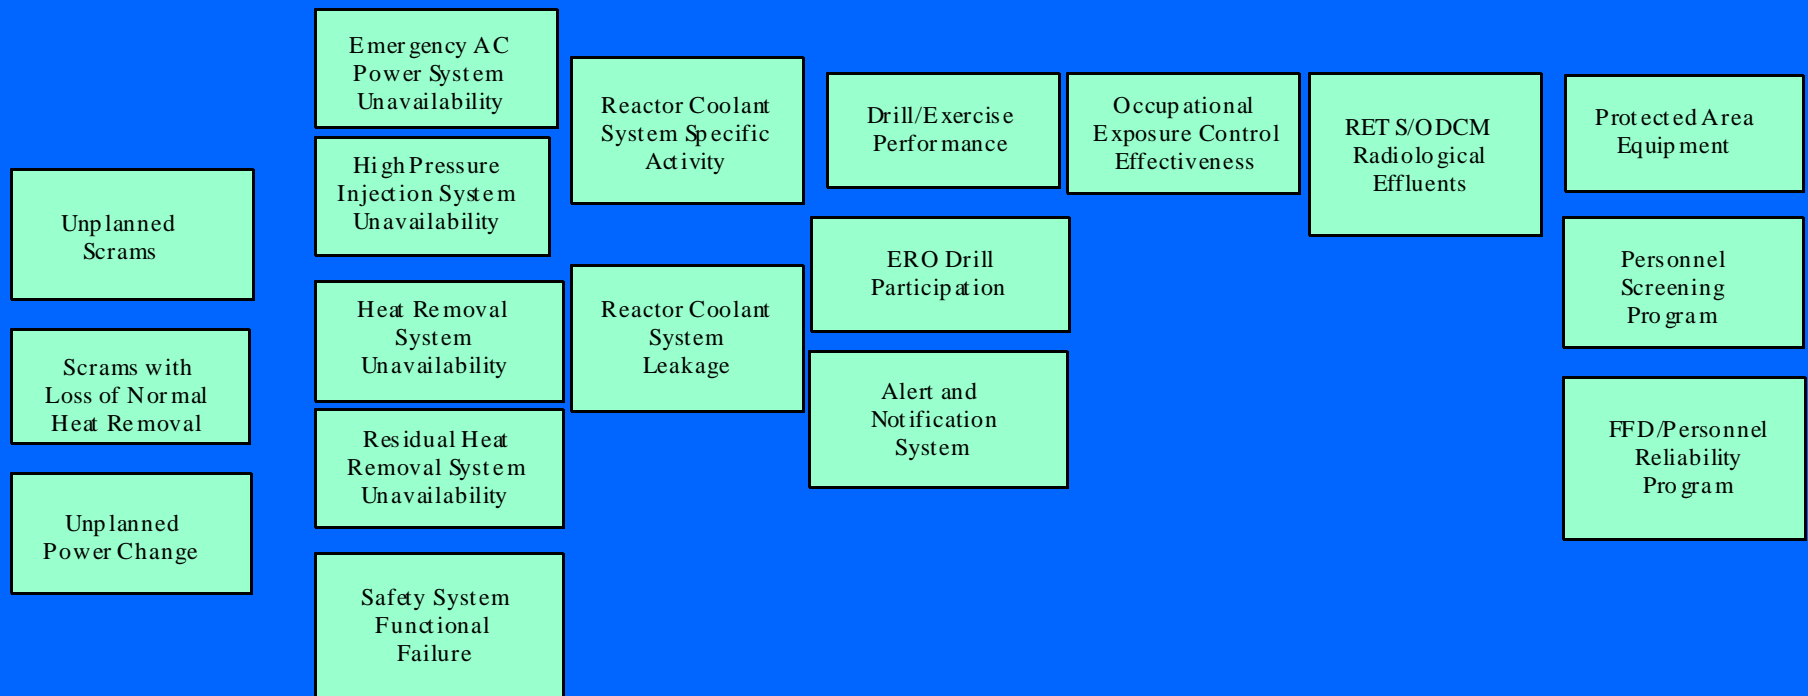 Unplanned
Scrams
Scrams with
Loss of Normal
Heat Removal
Unplanned
Power Change
Emergency AC
Power System
Unavailability
High Pressure
Injection System
Unavailability
Heat Removal
System
Unavailability
Residual Heat
Removal System
Unavailability
Safety System
Functional
Failure
Reactor Coolant
System Specific
Activity
Reactor Coolant
System
Leakage
Drill/Exercise
Performance
ERO Drill
Participation
Alert and
Notification
System
Occupational
Exposure Control
Effectiveness
RETS/ODCM
Radiological
Effluents
Protected Area
Equipment
Personnel
Screening
Program
FFD/Personnel
Reliability
Program